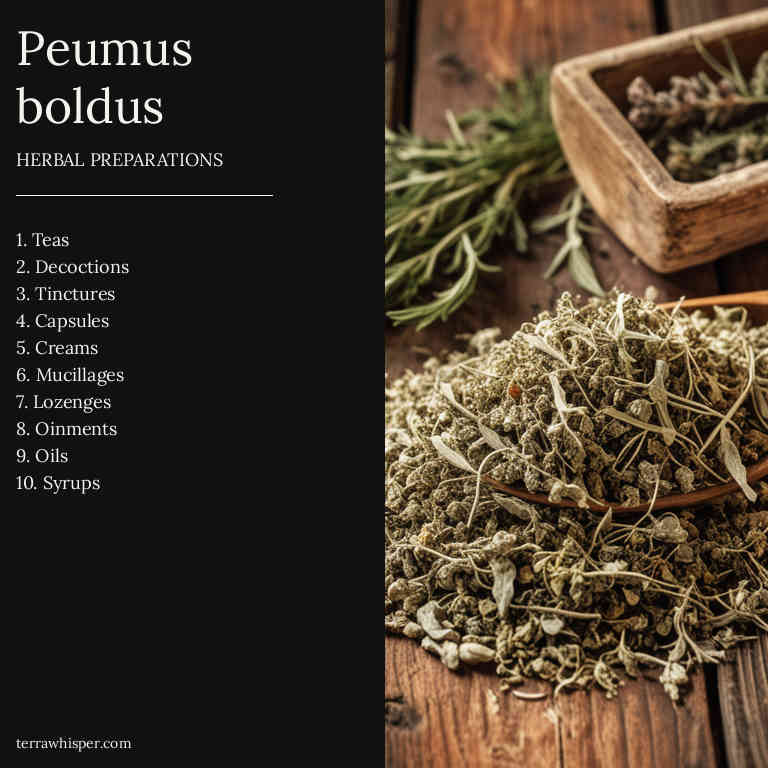 Peumus
boldus
HERBAL PREPARATIONS
1. Teas
2. Decoctions
3. Tinctures
4. Capsules
5. Creams
6. Mucillages
7. Lozenges
8. Oinments
9. Oils
10. Syrups
terrawhisper.com